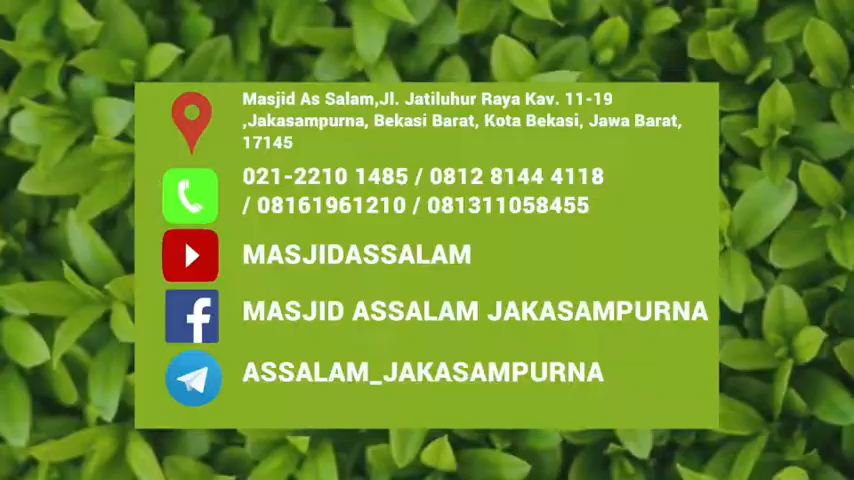 Masjid As Salam,Jl. Jatiluhur Raya Kav. 11-19
,Jakasampurna, Bekasi Barat, Kota Bekasi, Jawa Barat,
17145
021-2210 1485 / 0812 8144 4118
/ 08161961210 / 081311058455
MASJIDASSALAM
MASJID ASSALAM JAKASAMPURNA
ASSALAM_JAKASAMPURNA